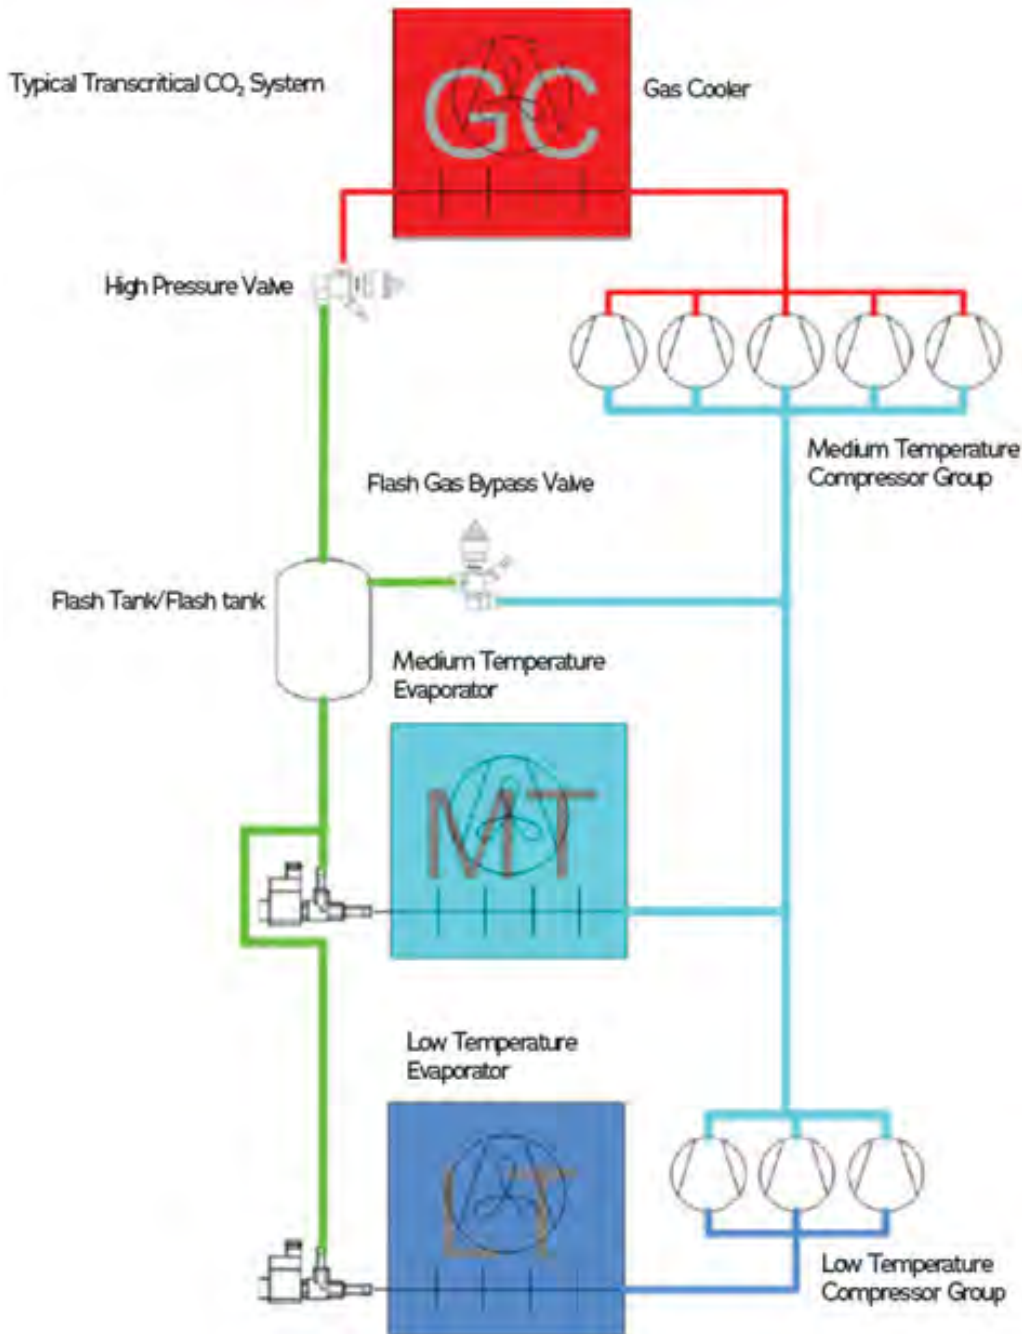 Typical Transcritical CO₂ System
GC
Gas Cooler
High Pressure Valve
Medium Temperature
Compressor Group
Flash Gas Bypass Valve
Flash Tank/Flash tank
Medium Temperature
Evaporator
MT
Low Temperature
Evaporator
LT
Low Temperature
Compressor Group